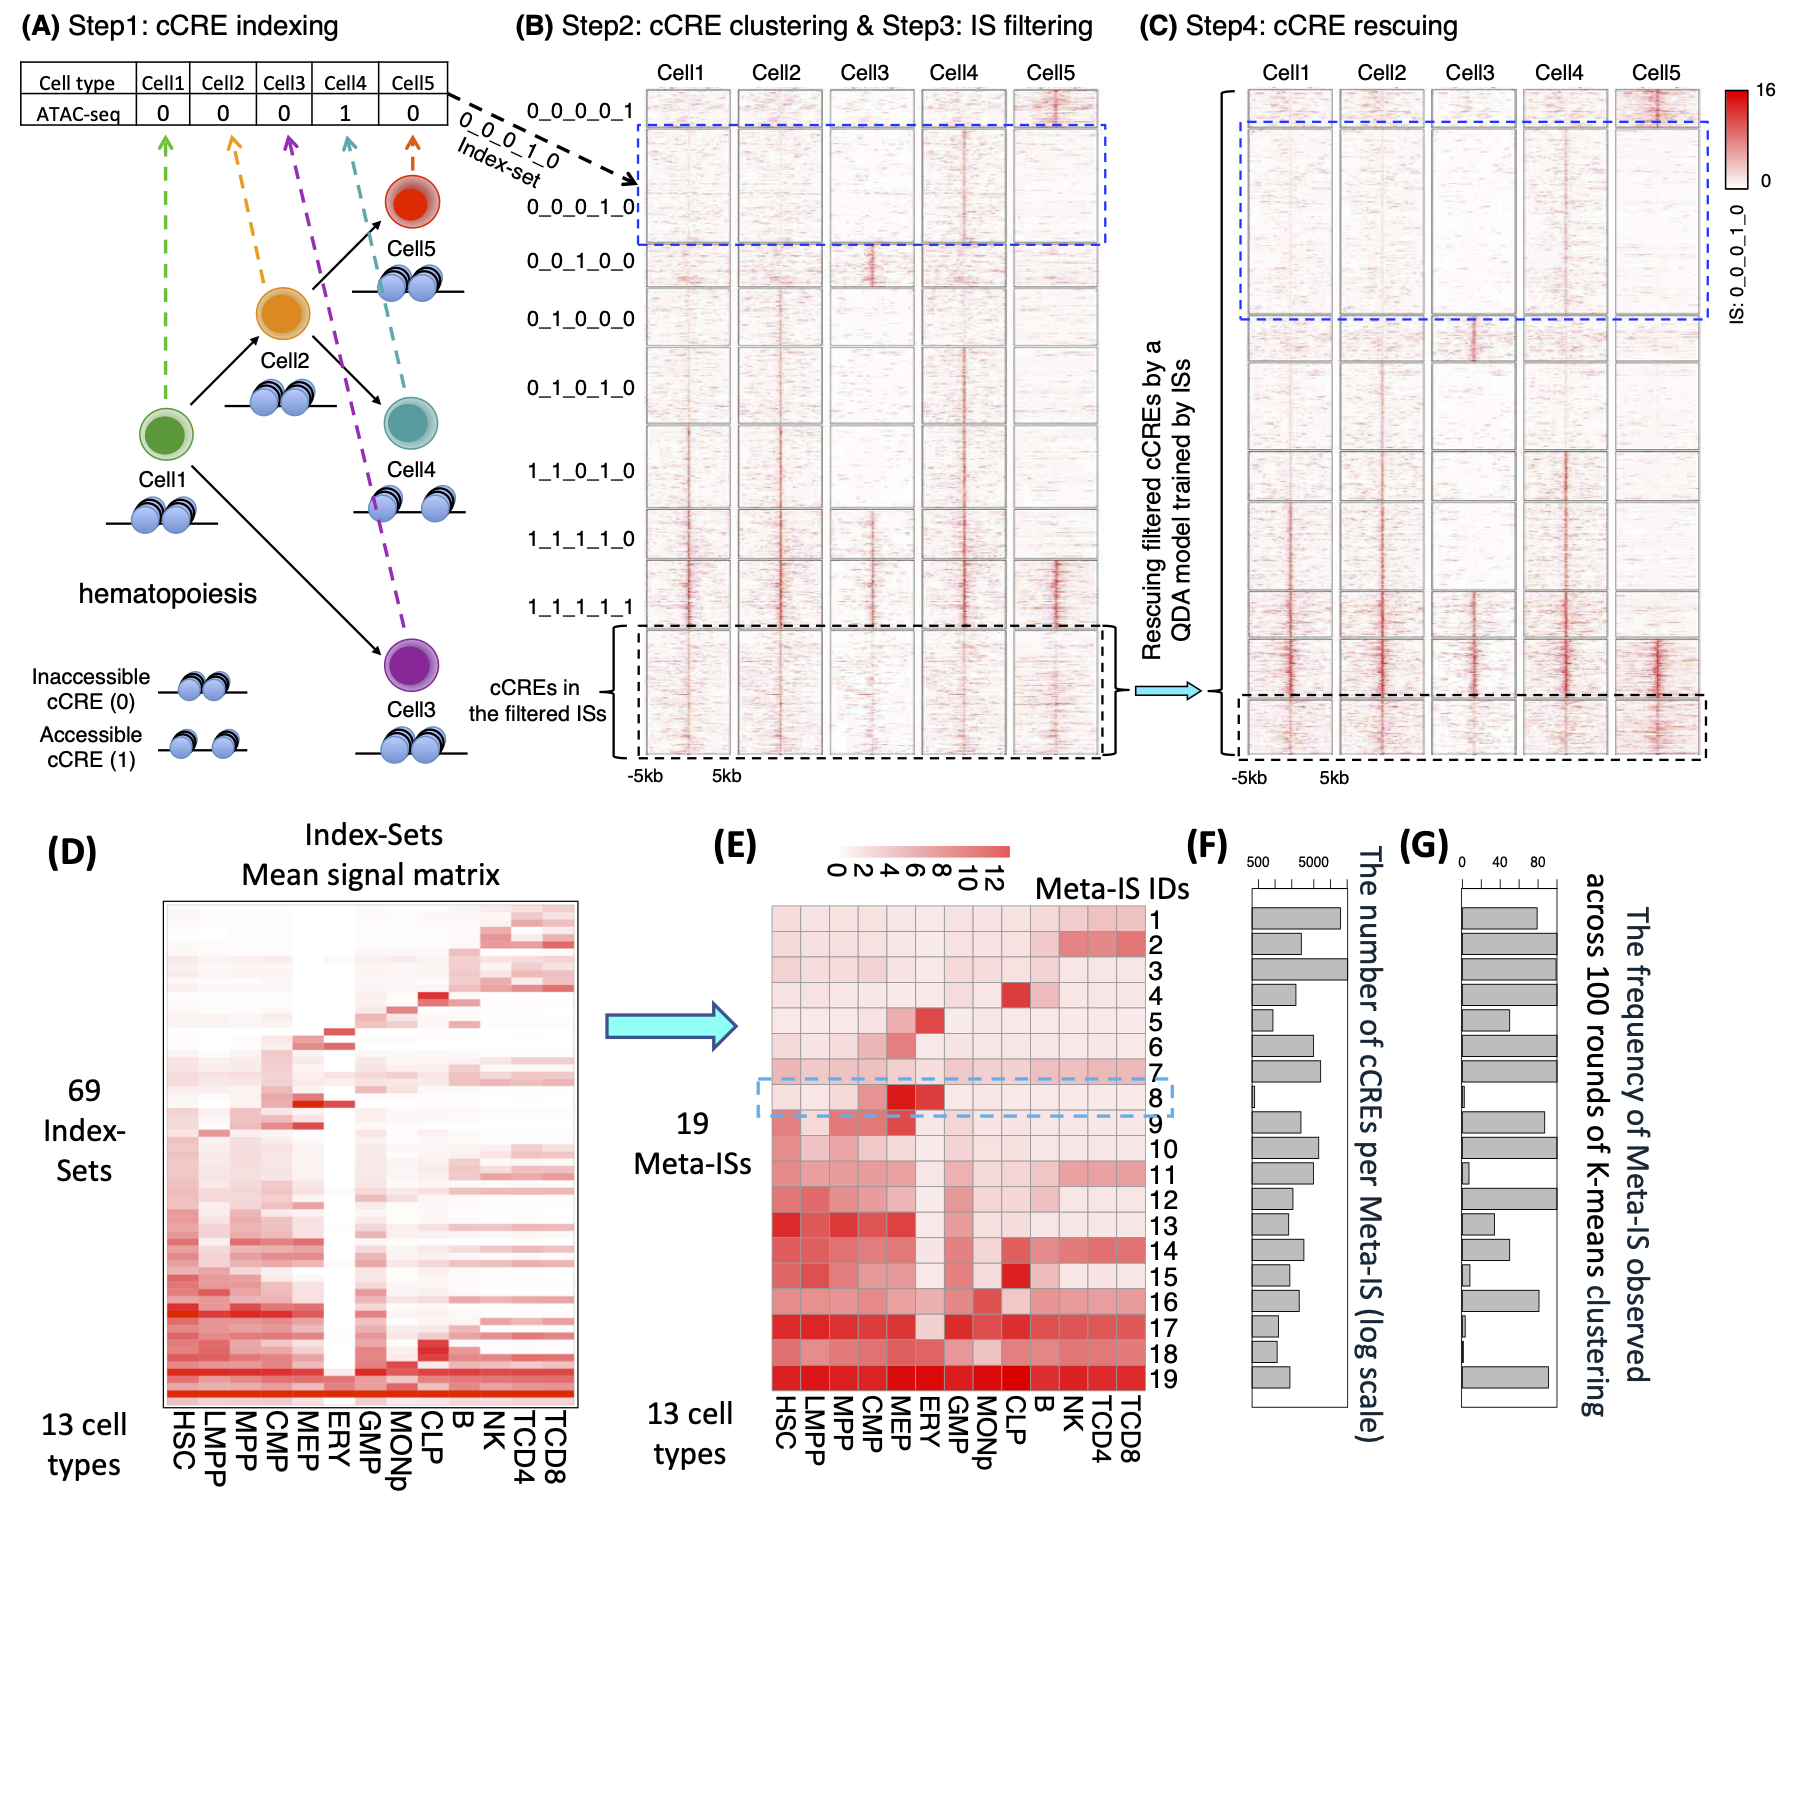 (A) Step1: cCRE indexing
Cell type Cell1 Cell2 Cell3 Cell4 Cell5
ATAC-seq 0 0 0 1 0
0_0_0_1_0
Index-set
Cell5
Cell2
Cell4
Cell1
hematopoiesis
Cell3
Inaccessible
cCRE (0)
Accessible
cCRE (1)
(B) Step2: cCRE clustering & Step3: IS filtering
Cell1 Cell2 Cell3 Cell4 Cell5
0_0_0_0_1
0_0_0_1_0
0_0_1_0_0
0_1_0_0_0
0_1_0_1_0
1_1_0_1_0
1_1_1_1_0
1_1_1_1_1
cCREs in
the filtered ISs
-5kb 5kb
Rescuing filtered cCREs by a
QDA model trained by ISs
(C) Step4: cCRE rescuing
Cell1 Cell2 Cell3 Cell4 Cell5
16
0
IS: 0_0_0_1_0
-5kb 5kb
(D)
Index-Sets
Mean signal matrix
69
Index-
Sets
13 cell
types
HSC LMPP MPP CMP MEP ERY GMP MONp CLP B NK TCD4 TCD8
(E)
0 2 4 6 8 10 12
Meta-IS IDs
1
2
3
4
5
6
7
8
9
10
11
12
13
14
15
16
17
18
19
19
Meta-ISs
13 cell
types
HSC LMPP MPP CMP MEP ERY GMP MONp CLP B NK TCD4 TCD8
(F)
500 5000
The number of cCREs per Meta-IS (log scale)
(G)
0 40 80
The frequency of Meta-IS observed
across 100 rounds of K-means clustering